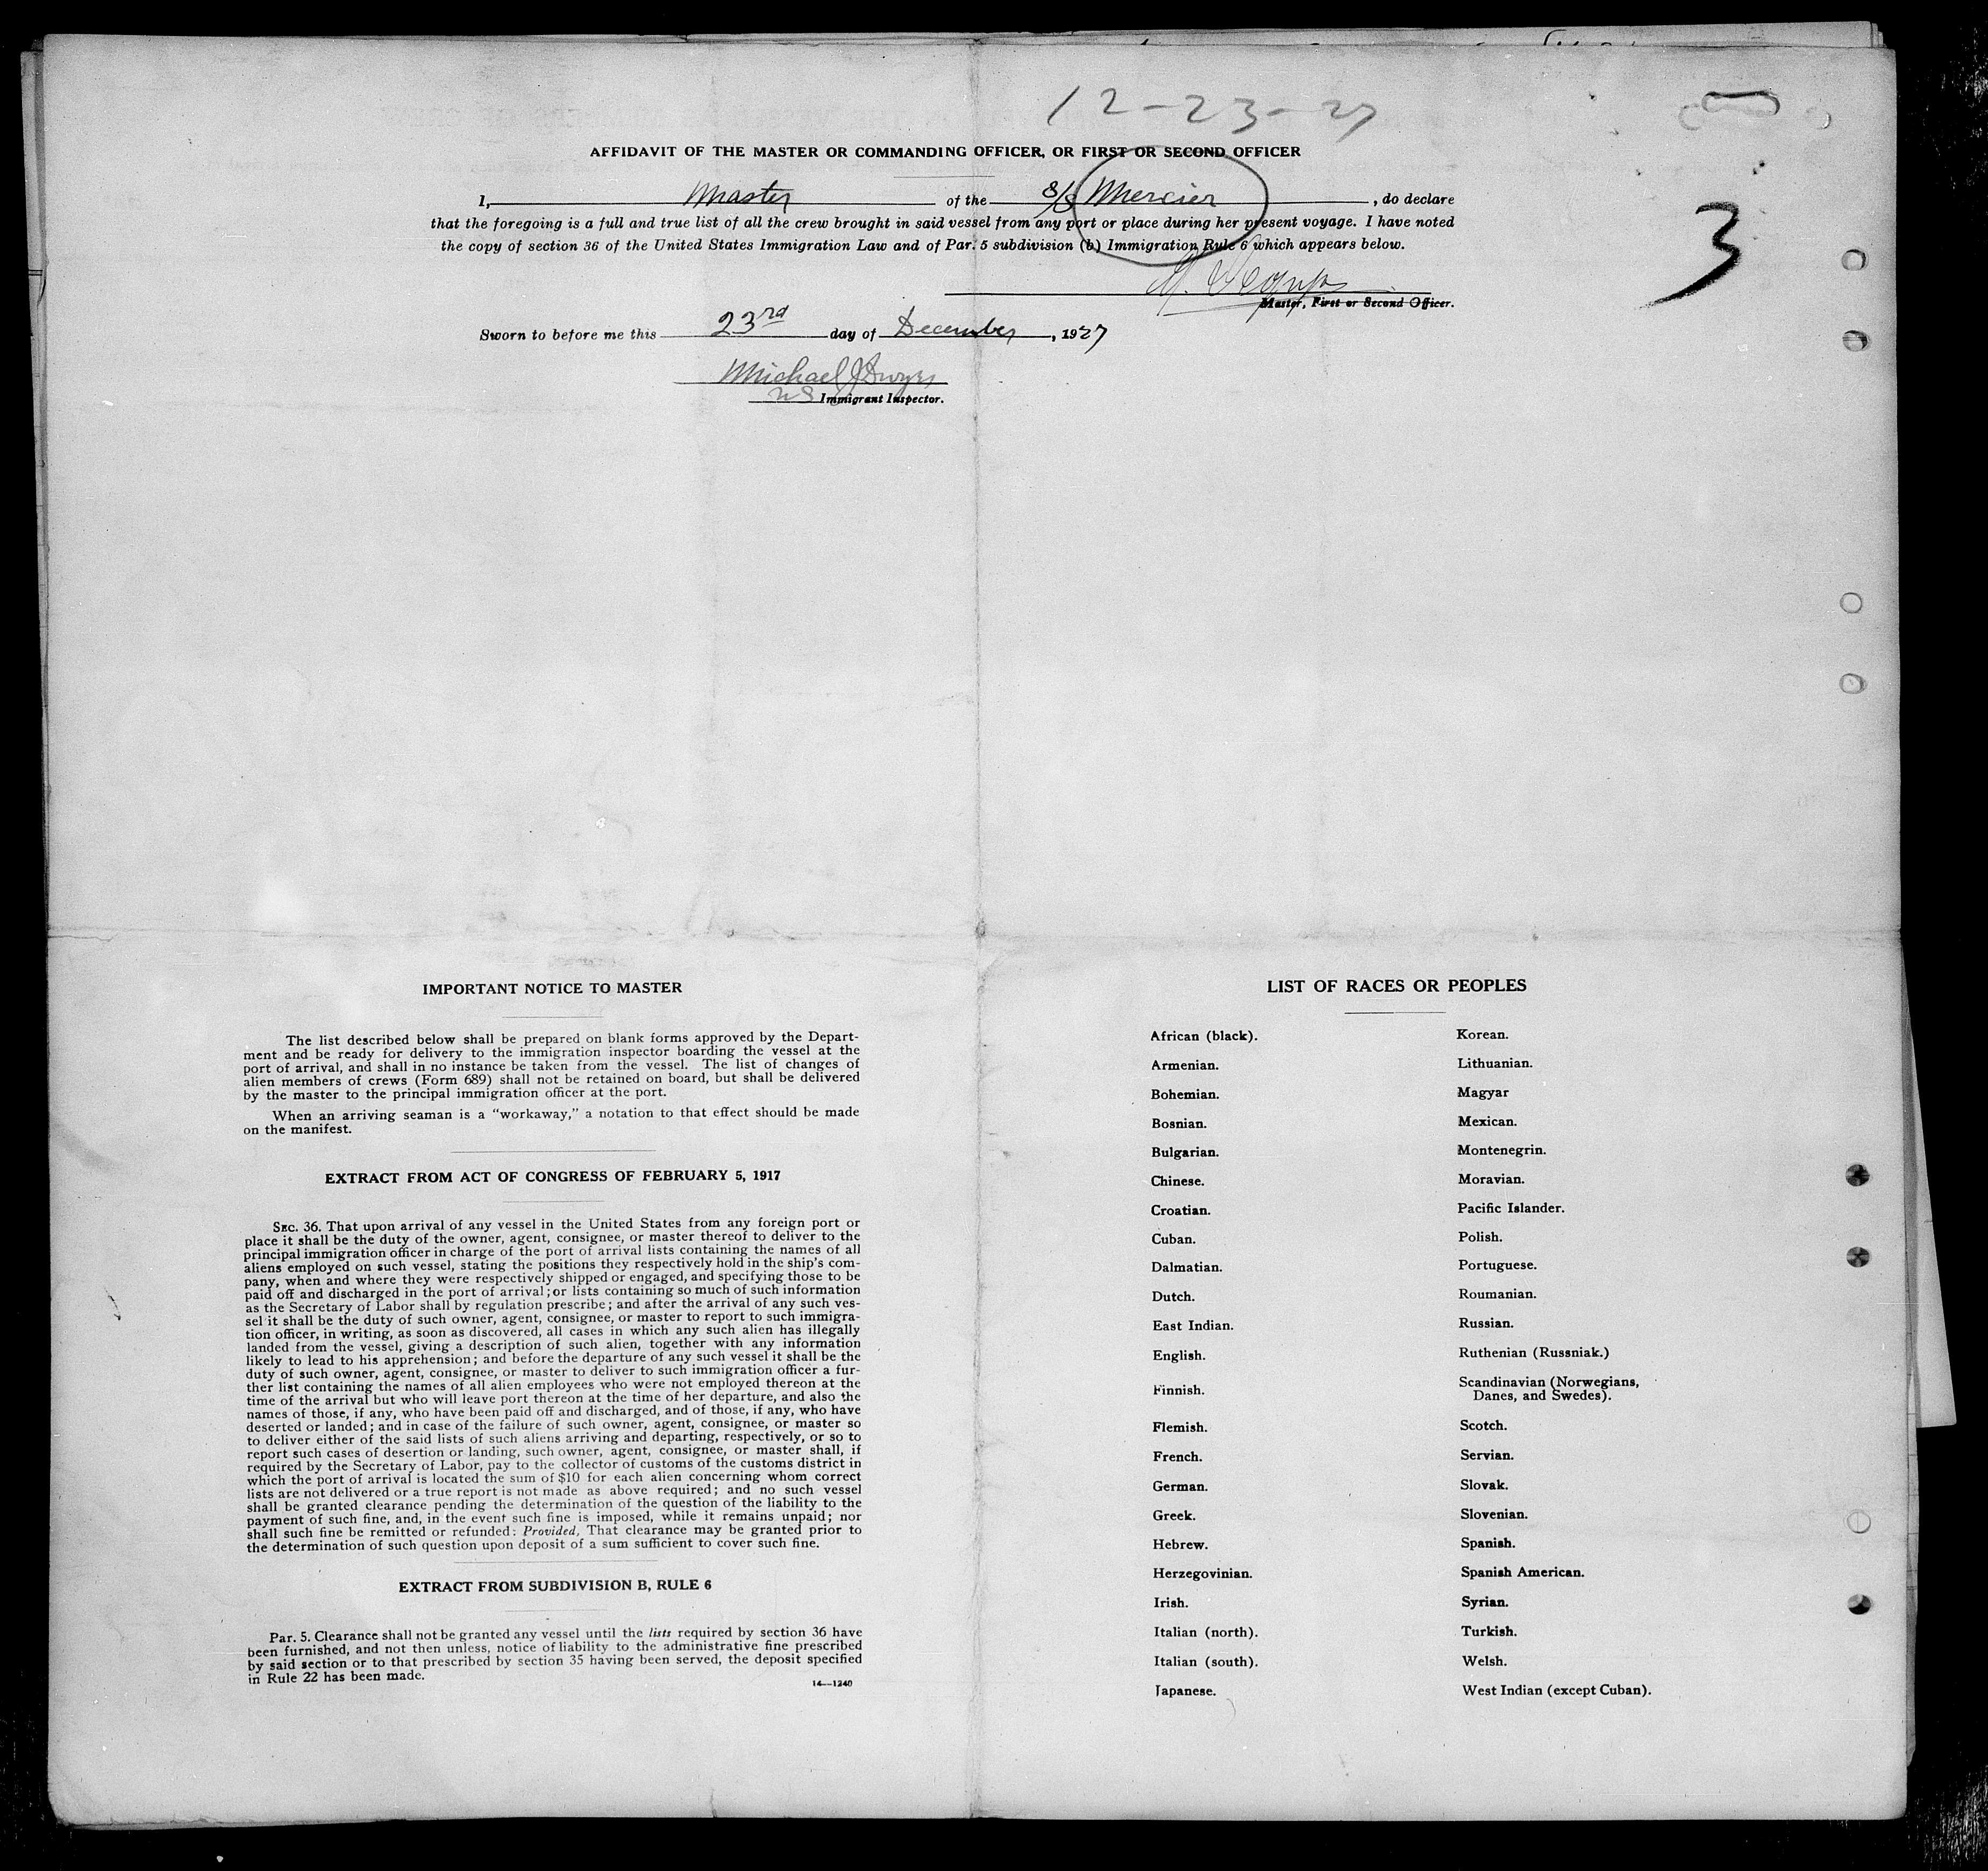 12-23-27
AFFIDAVIT OF THE MASTER OR COMMANDING OFFICER, OR FIRST OR SECOND OFFICER
I, Master of the S/S Mercier, do declare
that the foregoing is a full and true list of all the crew brought in said vessel from any port or place during her present voyage. I have noted
the copy of section 36 of the United States Immigration Law and of Par. 5 subdivision (b) Immigration Rule 6 which appears below.
3
Master, First or Second Officer.
Sworn to before me this 23rd day of December, 1927
Michael J Dwyer
US Immigrant Inspector.
IMPORTANT NOTICE TO MASTER
The list described below shall be prepared on blank forms approved by the Depart-
ment and be ready for delivery to the immigration inspector boarding the vessel at the
port of arrival, and shall in no instance be taken from the vessel. The list of changes of
alien members of crews (Form 689) shall not be retained on board, but shall be delivered
by the master to the principal immigration officer at the port.
When an arriving seaman is a "workaway," a notation to that effect should be made
on the manifest.
EXTRACT FROM ACT OF CONGRESS OF FEBRUARY 5, 1917
SEC. 36. That upon arrival of any vessel in the United States from any foreign port or
place it shall be the duty of the owner, agent, consignee, or master thereof to deliver to the
principal immigration officer in charge of the port of arrival lists containing the names of all
aliens employed on such vessel, stating the positions they respectively hold in the ship's com-
pany, when and where they were respectively shipped or engaged, and specifying those to be
paid off and discharged in the port of arrival; or lists containing so much of such information
as the Secretary of Labor shall by regulation prescribe; and after the arrival of any such ves-
sel it shall be the duty of such owner, agent, consignee, or master to report to such immigra-
tion officer, in writing, as soon as discovered, all cases in which any such alien has illegally
landed from the vessel, giving a description of such alien, together with any information
likely to lead to his apprehension; and before the departure of any such vessel it shall be the
duty of such owner, agent, consignee, or master to deliver to such immigration officer a fur
ther list containing the names of all alien employees who were not employed thereon at the
time of the arrival but who will leave port thereon at the time of her departure, and also the
names of those, if any, who have been paid off and discharged, and of those, if any, who have
deserted or landed; and in case of the failure of such owner, agent, consignee, or master so
to deliver either of the said lists of such aliens arriving and departing, respectively, or so to
report such cases of desertion or landing, such owner, agent, consignee, or master shall, if
required by the Secretary of Labor, pay to the collector of customs of the customs district in
which the port of arrival is located the sum of $10 for each alien concerning whom correct
lists are not delivered or a true report is not made as above required; and no such vessel
shall be granted clearance pending the determination of the question of the liability to the
payment of such fine, and, in the event such fine is imposed, while it remains unpaid; nor
shall such fine be remitted or refunded: Provided, That clearance may be granted prior to
the determination of such question upon deposit of a sum sufficient to cover such fine.
EXTRACT FROM SUBDIVISION B, RULE 6
Par. 5. Clearance shall not be granted any vessel until the lists required by section 36 have
been furnished, and not then unless, notice of liability to the administrative fine prescribed
by said section or to that prescribed by section 35 having been served, the deposit specified
in Rule 22 has been made.
14—1240
LIST OF RACES OR PEOPLES
African (black).
Armenian.
Bohemian.
Bosnian.
Bulgarian.
Chinese.
Croatian.
Cuban.
Dalmatian.
Dutch.
East Indian.
English.
Finnish.
Flemish.
French.
German.
Greek.
Hebrew.
Herzegovinian.
Irish.
Italian (north).
Italian (south).
Japanese.
Korean.
Lithuanian.
Magyar
Mexican.
Montenegrin.
Moravian.
Pacific Islander.
Polish.
Portuguese.
Roumanian.
Russian.
Ruthenian (Russniak.)
Scandinavian (Norwegians,
Danes, and Swedes).
Scotch.
Servian.
Slovak.
Slovenian.
Spanish.
Spanish American.
Syrian.
Turkish.
Welsh.
West Indian (except Cuban).